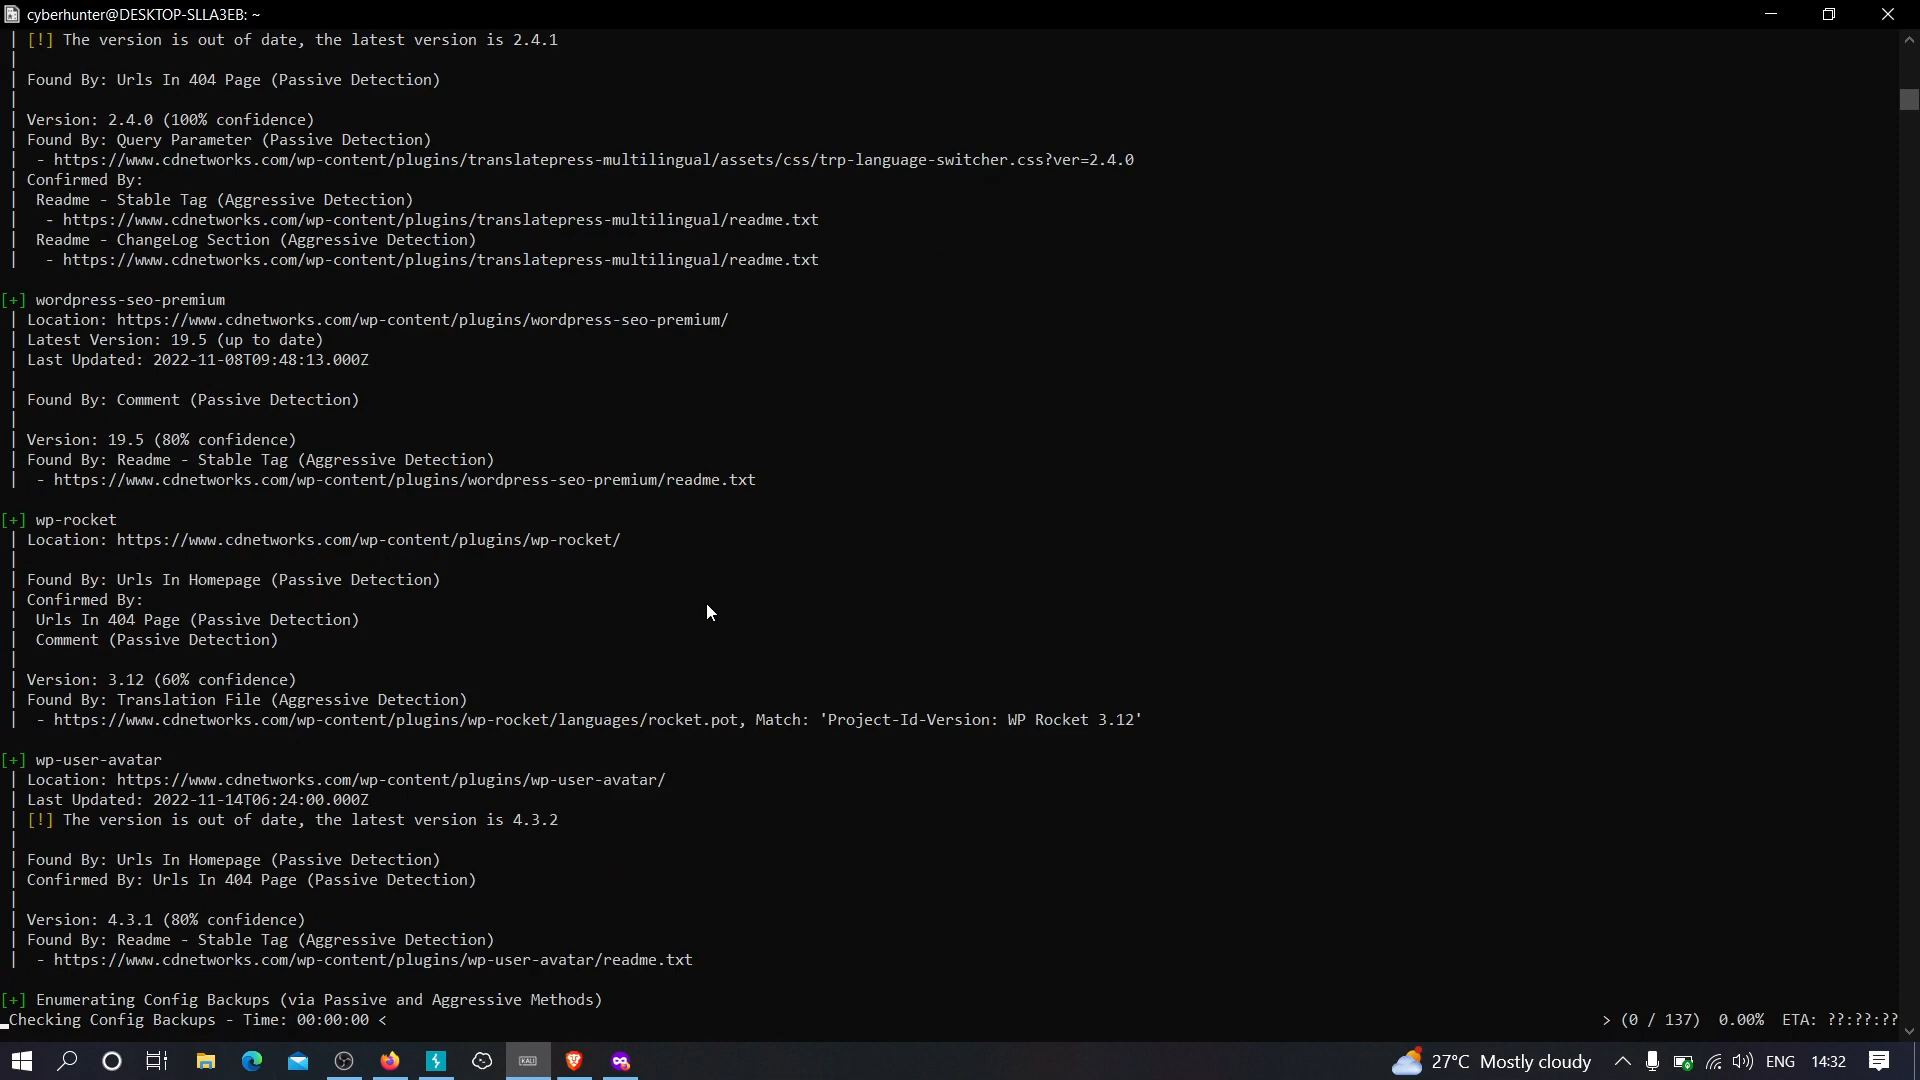 cyberhunter@DESKTOP-SLLA3EB: ~
| [!] The version is out of date, the latest version is 2.4.1
|
| Found By: Urls In 404 Page (Passive Detection)
|
| Version: 2.4.0 (100% confidence)
| Found By: Query Parameter (Passive Detection)
|  - https://www.cdnetworks.com/wp-content/plugins/translatepress-multilingual/assets/css/trp-language-switcher.css?ver=2.4.0
| Confirmed By:
|  Readme - Stable Tag (Aggressive Detection)
|   - https://www.cdnetworks.com/wp-content/plugins/translatepress-multilingual/readme.txt
|  Readme - ChangeLog Section (Aggressive Detection)
|   - https://www.cdnetworks.com/wp-content/plugins/translatepress-multilingual/readme.txt
[+] wordpress-seo-premium
| Location: https://www.cdnetworks.com/wp-content/plugins/wordpress-seo-premium/
| Latest Version: 19.5 (up to date)
| Last Updated: 2022-11-08T09:48:13.000Z
|
| Found By: Comment (Passive Detection)
|
| Version: 19.5 (80% confidence)
| Found By: Readme - Stable Tag (Aggressive Detection)
|  - https://www.cdnetworks.com/wp-content/plugins/wordpress-seo-premium/readme.txt
[+] wp-rocket
| Location: https://www.cdnetworks.com/wp-content/plugins/wp-rocket/
|
| Found By: Urls In Homepage (Passive Detection)
| Confirmed By:
|  Urls In 404 Page (Passive Detection)
|  Comment (Passive Detection)
|
| Version: 3.12 (60% confidence)
| Found By: Translation File (Aggressive Detection)
|  - https://www.cdnetworks.com/wp-content/plugins/wp-rocket/languages/rocket.pot, Match: 'Project-Id-Version: WP Rocket 3.12'
[+] wp-user-avatar
| Location: https://www.cdnetworks.com/wp-content/plugins/wp-user-avatar/
| Last Updated: 2022-11-14T06:24:00.000Z
| [!] The version is out of date, the latest version is 4.3.2
|
| Found By: Urls In Homepage (Passive Detection)
| Confirmed By: Urls In 404 Page (Passive Detection)
|
| Version: 4.3.1 (80% confidence)
| Found By: Readme - Stable Tag (Aggressive Detection)
|  - https://www.cdnetworks.com/wp-content/plugins/wp-user-avatar/readme.txt
[+] Enumerating Config Backups (via Passive and Aggressive Methods)
Checking Config Backups - Time: 00:00:00 < > (0 / 137) 0.00% ETA: ??:??:??
KALI 27°C Mostly cloudy ENG 14:32